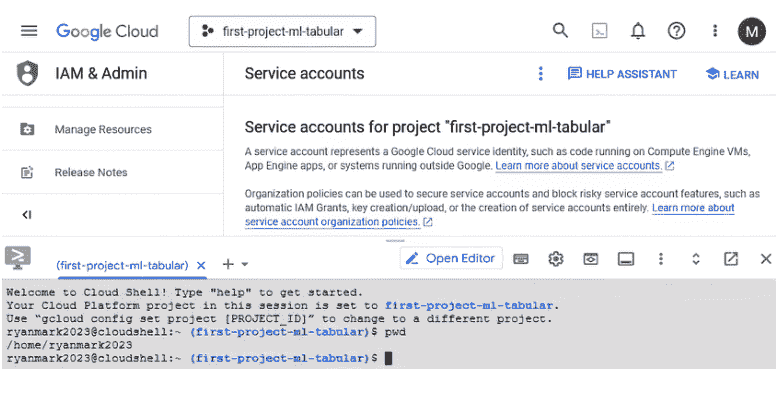 Google Cloud
first-project-ml-tabular
M
IAM & Admin
Service accounts
HELP ASSISTANT
LEARN
Manage Resources
Release Notes
Service accounts for project "first-project-ml-tabular"
A service account represents a Google Cloud service identity, such as code running on Compute Engine VMs,
App Engine apps, or systems running outside Google. Learn more about service accounts.
Organization policies can be used to secure service accounts and block risky service account features, such as
automatic IAM Grants, key creation/upload, or the creation of service accounts entirely. Learn more about
service account organization policies.
(first-project-ml-tabular)
Open Editor
Welcome to Cloud Shell! Type "help" to get started.
Your Cloud Platform project in this session is set to first-project-ml-tabular.
Use “gcloud config set project [PROJECT_ID]” to change to a different project.
ryanmark2023@cloudshell:~ (first-project-ml-tabular)$ pwd
/home/ryanmark2023
ryanmark2023@cloudshell:~ (first-project-ml-tabular)$